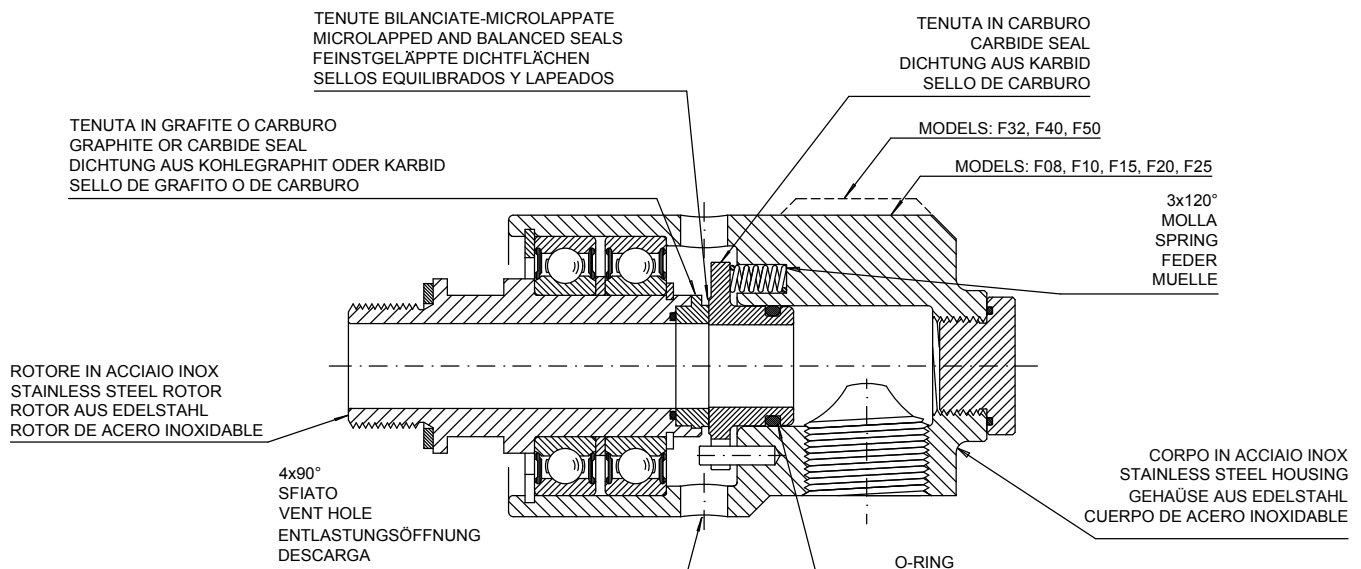 TENUTE BILANCIATE-MICROLAPPATE
MICROLAPPED AND BALANCED SEALS
FEINSTGELÄPPTE DICHTFLÄCHEN
SELLOS EQUILIBRADOS Y LAPEADOS
TENUTA IN CARBURO
CARBIDE SEAL
DICHTUNG AUS KARBID
SELLO DE CARBURO
TENUTA IN GRAFITE O CARBURO
GRAPHITE OR CARBIDE SEAL
DICHTUNG AUS KOHLEGRAPHIT ODER KARBID
SELLO DE GRAFITO O DE CARBURO
MODELS: F32, F40, F50
MODELS: F08, F10, F15, F20, F25
3x120°
MOLLA
SPRING
FEDER
MUELLE
ROTORE IN ACCIAIO INOX
STAINLESS STEEL ROTOR
ROTOR AUS EDELSTAHL
ROTOR DE ACERO INOXIDABLE
4x90°
SFIATO
VENT HOLE
ENTLASTUNGSÖFFNUNG
DESCARGA
CORPO IN ACCIAIO INOX
STAINLESS STEEL HOUSING
GEHAÜSE AUS EDELSTAHL
CUERPO DE ACERO INOXIDABLE
O-RING